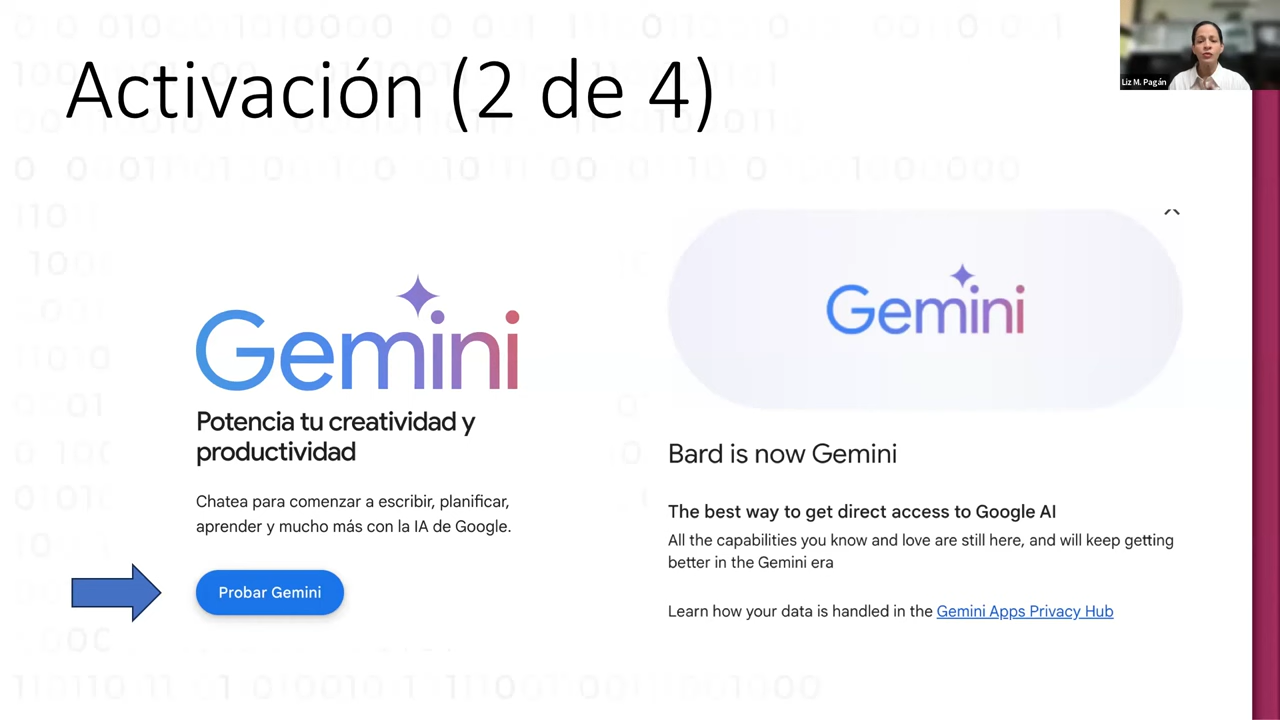 Activación (2 de 4)
Liz M. Pagán
Gemini
Potencia tu creatividad y
productividad
Chatea para comenzar a escribir, planificar,
aprender y mucho más con la IA de Google.
Probar Gemini
Gemini
Bard is now Gemini
The best way to get direct access to Google AI
All the capabilities you know and love are still here, and will keep getting
better in the Gemini era
Learn how your data is handled in the Gemini Apps Privacy Hub